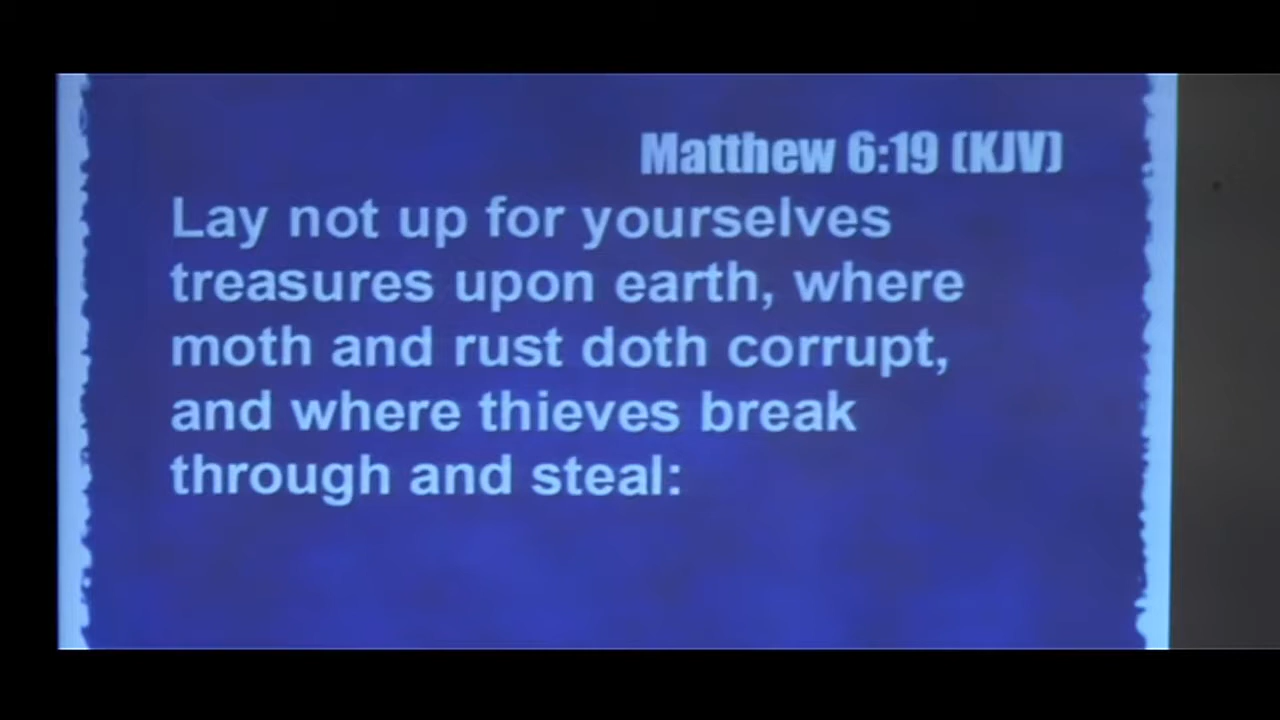 Matthew 6:19 (KJV)
Lay not up for yourselves
treasures upon earth, where
moth and rust doth corrupt,
and where thieves break
through and steal: